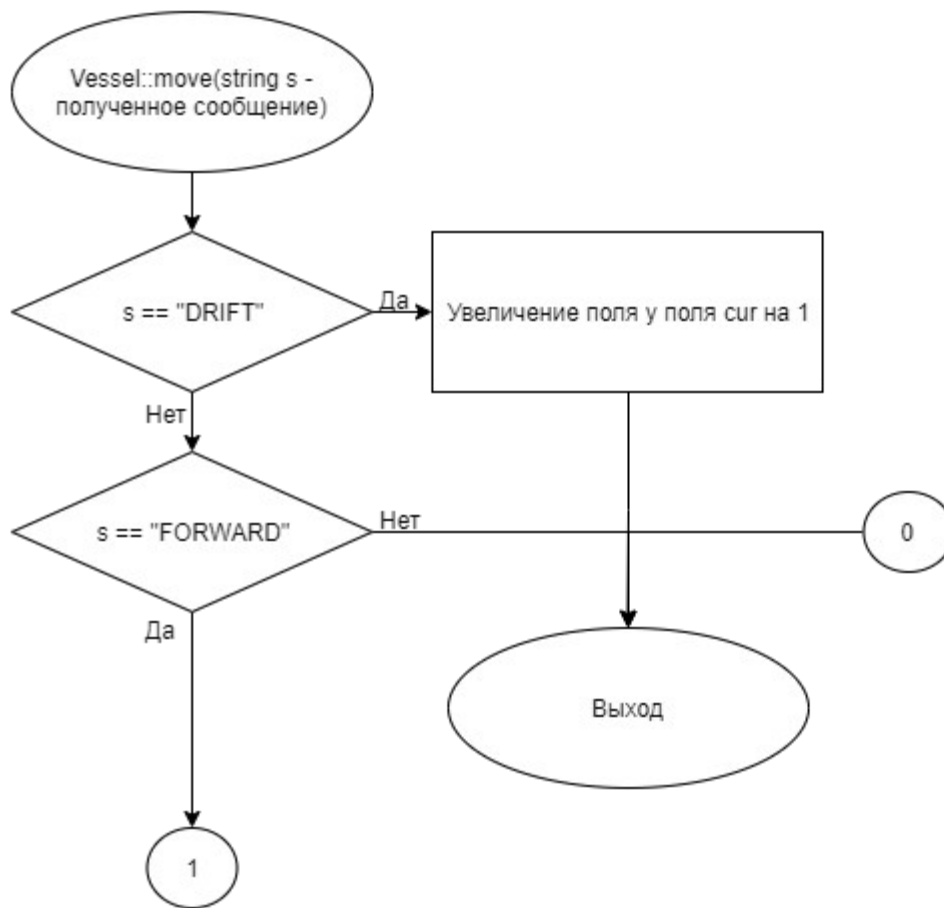 Vessel::move(string s -
полученное сообщение)
s == "DRIFT"
Да
Увеличение поля y поля cur на 1
Нет
s == "FORWARD"
Нет
0
Да
Выход
1